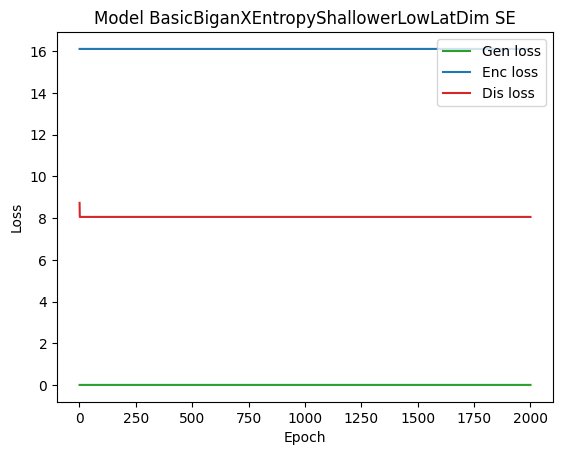 Model BasicBiganXEntropyShallowerLowLatDim SE
Loss
16
14
12
10
8
6
4
2
0
Gen loss
Enc loss
Dis loss
0 250 500 750 1000 1250 1500 1750 2000
Epoch